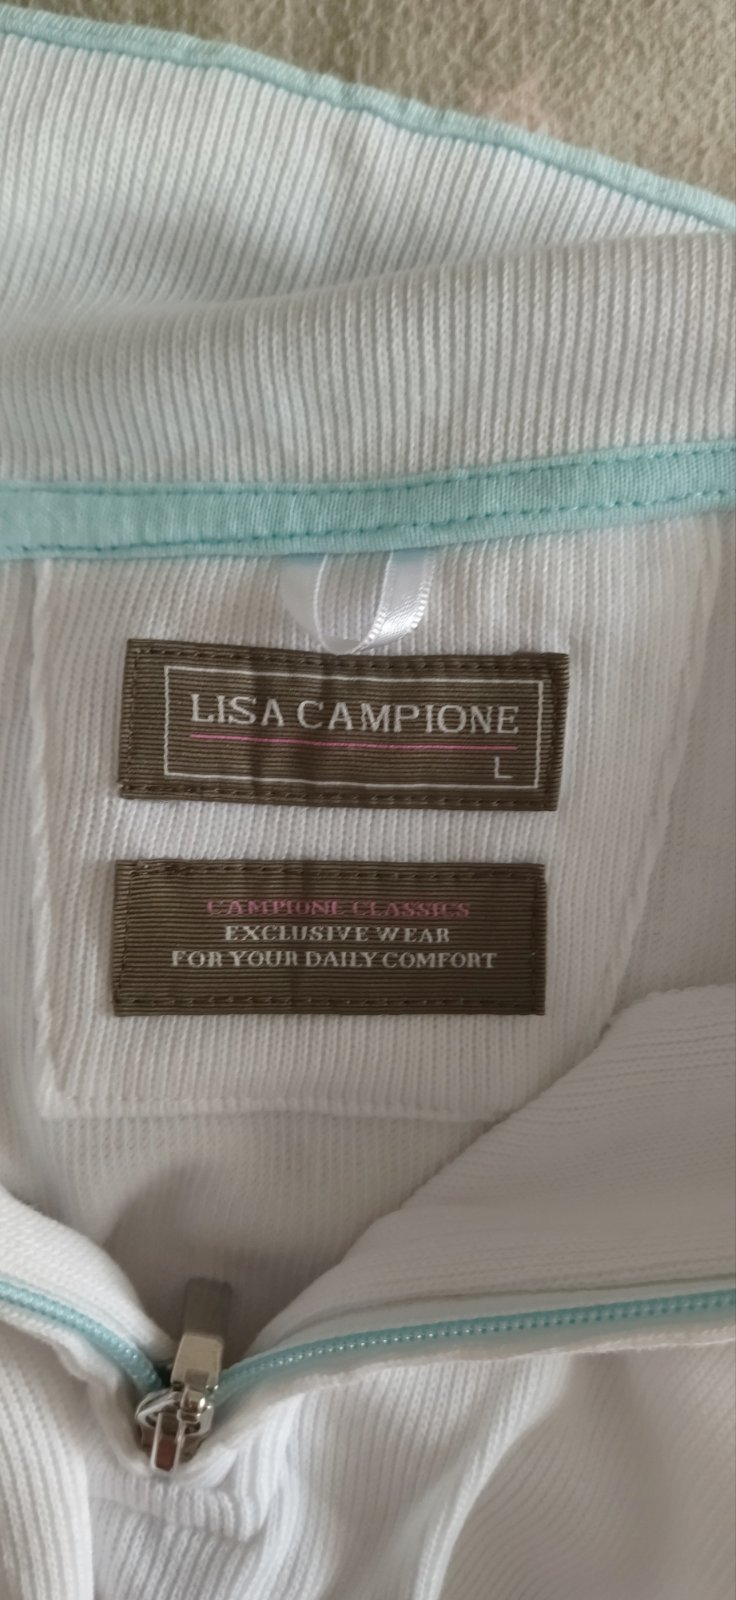 LISA CAMPIONE
L
CAMPIONE CLASSICS
EXCLUSIVE WEAR
FOR YOUR DAILY COMFORT